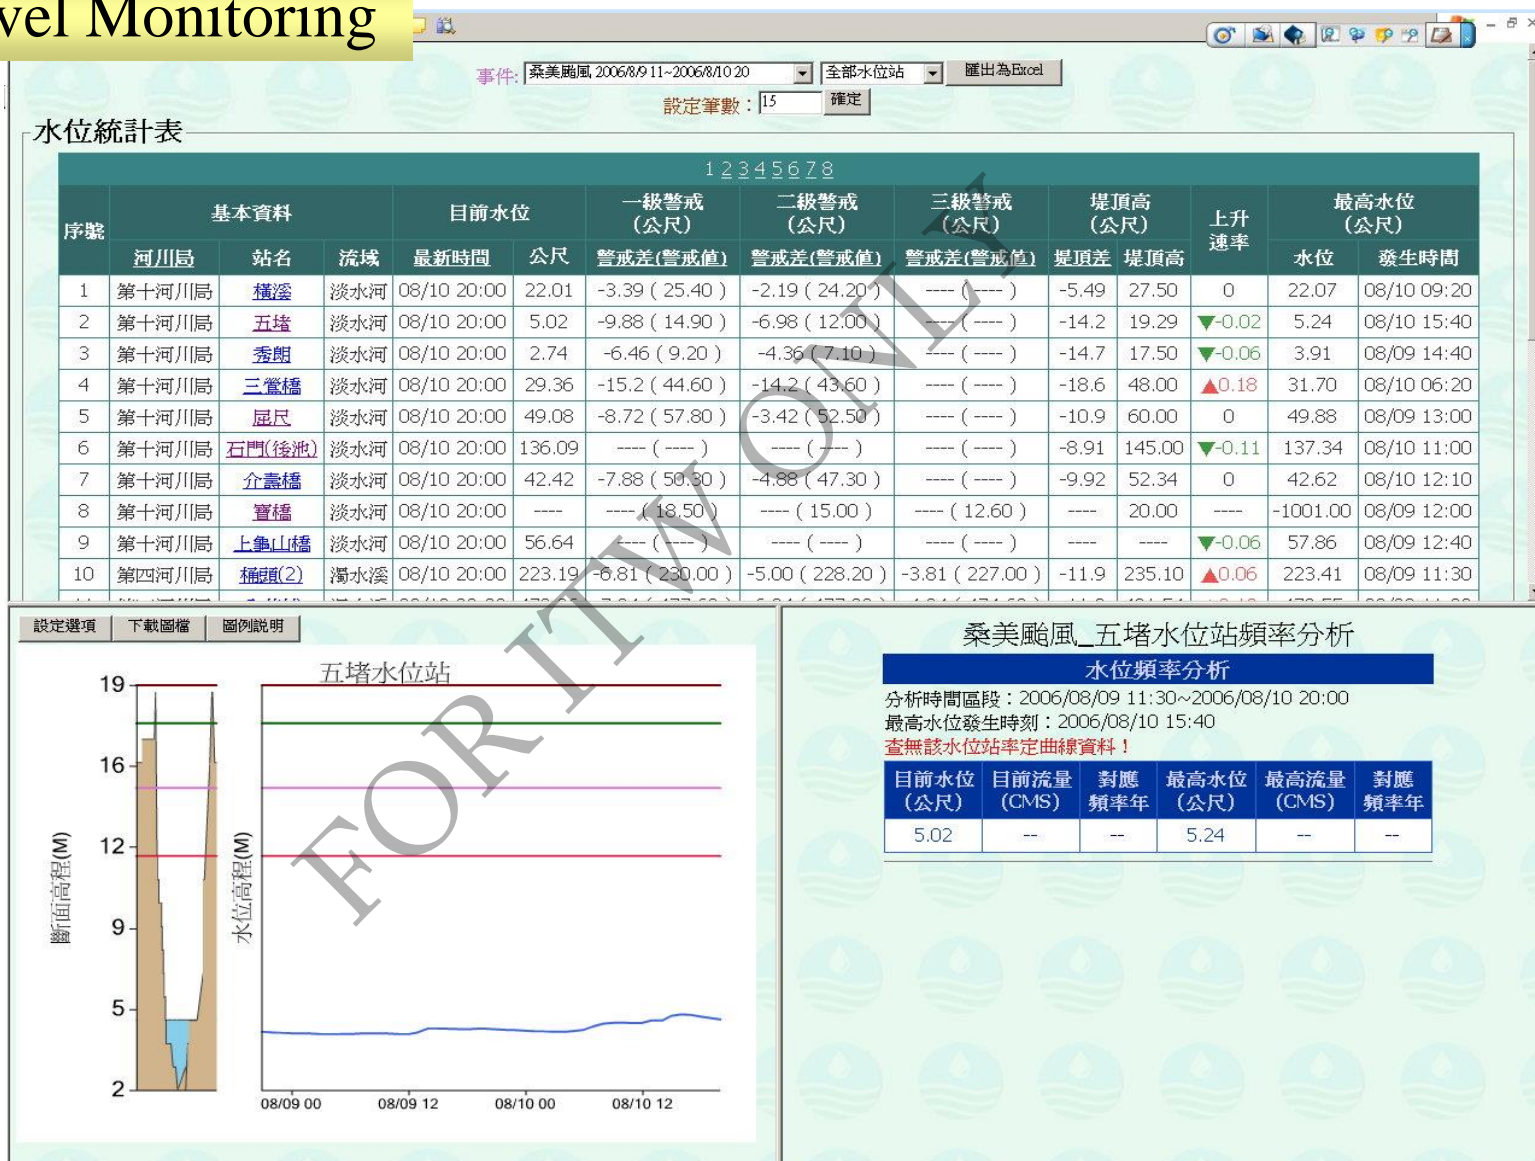 vel Monitoring
事件: 桑美颱風 2006/8/9 11~2006/8/10 20 全部水位站 匯出為Excel
設定筆數：15 確定
水位統計表
1 2 3 4 5 6 7 8
序號 基本資料 目前水位 一級警戒(公尺) 二級警戒(公尺) 三級警戒(公尺) 堤頂高(公尺) 上升速率 最高水位(公尺)
河川局 站名 流域 最新時間 公尺 警戒差(警戒值) 警戒差(警戒值) 警戒差(警戒值) 堤頂差 堤頂高 水位 發生時間
1 第十河川局 橫溪 淡水河 08/10 20:00 22.01 -3.39 ( 25.40 ) -2.19 ( 24.20 ) ---- ( ---- ) -5.49 27.50 0 22.07 08/10 09:20
2 第十河川局 五堵 淡水河 08/10 20:00 5.02 -9.88 ( 14.90 ) -6.98 ( 12.00 ) ---- ( ---- ) -14.2 19.29 ▼-0.02 5.24 08/10 15:40
3 第十河川局 秀朗 淡水河 08/10 20:00 2.74 -6.46 ( 9.20 ) -4.36 ( 7.10 ) ---- ( ---- ) -14.7 17.50 ▼-0.06 3.91 08/09 14:40
4 第十河川局 三鶯橋 淡水河 08/10 20:00 29.36 -15.2 ( 44.60 ) -14.2 ( 43.60 ) ---- ( ---- ) -18.6 48.00 ▲0.18 31.70 08/10 06:20
5 第十河川局 屈尺 淡水河 08/10 20:00 49.08 -8.72 ( 57.80 ) -3.42 ( 52.50 ) ---- ( ---- ) -10.9 60.00 0 49.88 08/09 13:00
6 第十河川局 石門(後池) 淡水河 08/10 20:00 136.09 ---- ( ---- ) ---- ( ---- ) ---- ( ---- ) -8.91 145.00 ▼-0.11 137.34 08/10 11:00
7 第十河川局 介壽橋 淡水河 08/10 20:00 42.42 -7.88 ( 50.30 ) -4.88 ( 47.30 ) ---- ( ---- ) -9.92 52.34 0 42.62 08/10 12:10
8 第十河川局 寶橋 淡水河 08/10 20:00 ---- ---- ( 18.50 ) ---- ( 15.00 ) ---- ( 12.60 ) ---- 20.00 ---- -1001.00 08/09 12:00
9 第十河川局 上龜山橋 淡水河 08/10 20:00 56.64 ---- ( ---- ) ---- ( ---- ) ---- ( ---- ) ---- ---- ▼-0.06 57.86 08/09 12:40
10 第四河川局 桶頭(2) 濁水溪 08/10 20:00 223.19 -6.81 ( 230.00 ) -5.00 ( 228.20 ) -3.81 ( 227.00 ) -11.9 235.10 ▲0.06 223.41 08/09 11:30
設定選項 下載圖檔 圖例說明
五堵水位站
19
16
12
9
5
2
斷面高程(M)
水位高程(M)
08/09 00 08/09 12 08/10 00 08/10 12
桑美颱風_五堵水位站頻率分析
水位頻率分析
分析時間區段：2006/08/09 11:30~2006/08/10 20:00
最高水位發生時刻：2006/08/10 15:40
查無該水位站率定曲線資料！
目前水位(公尺) 目前流量(CMS) 對應頻率年 最高水位(公尺) 最高流量(CMS) 對應頻率年
5.02 -- -- 5.24 -- --
FOR ITW ONLY